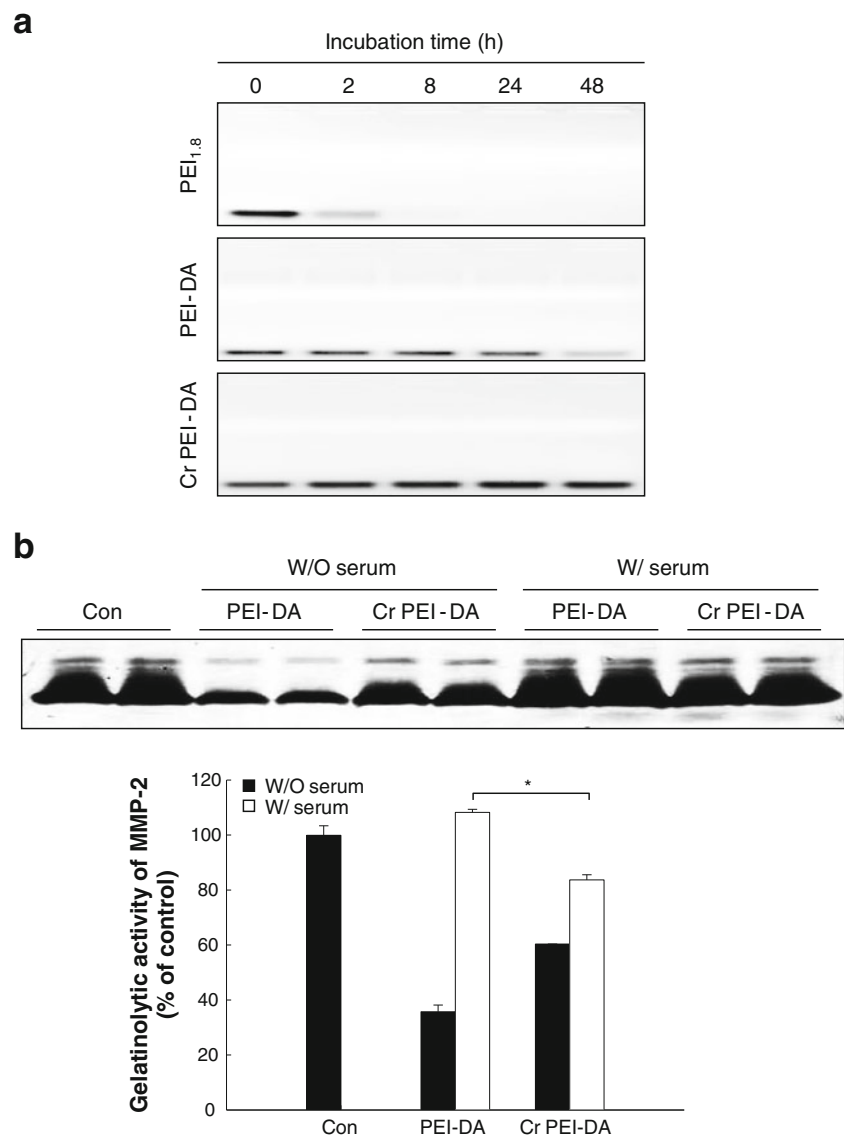 a
Incubation time (h)
0 2 8 24 48
PEI1.8
PEI-DA
Cr PEI-DA
b
W/O serum W/ serum
Con PEI-DA Cr PEI-DA PEI-DA Cr PEI-DA
Gelatinolytic activity of MMP-2
(% of control)
120
100
80
60
40
20
0
W/O serum
W/ serum
*
Con PEI-DA Cr PEI-DA